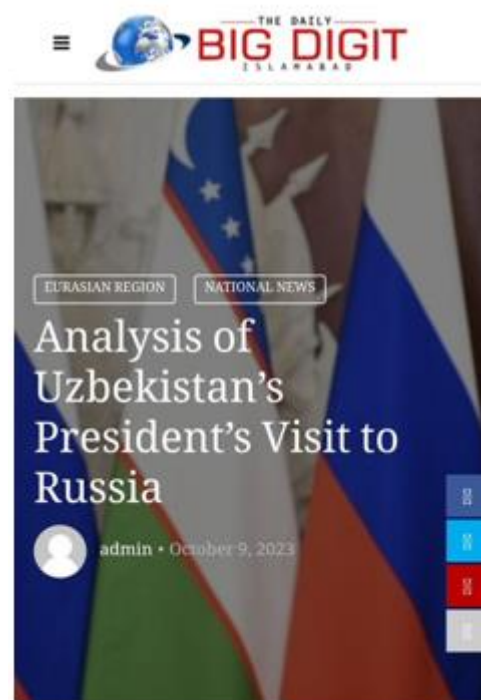 THE DAILY
BIG DIGIT
ISLAMABAD
EURASIAN REGION
NATIONAL NEWS
Analysis of
Uzbekistan’s
President’s Visit to
Russia
admin • October 9, 2023